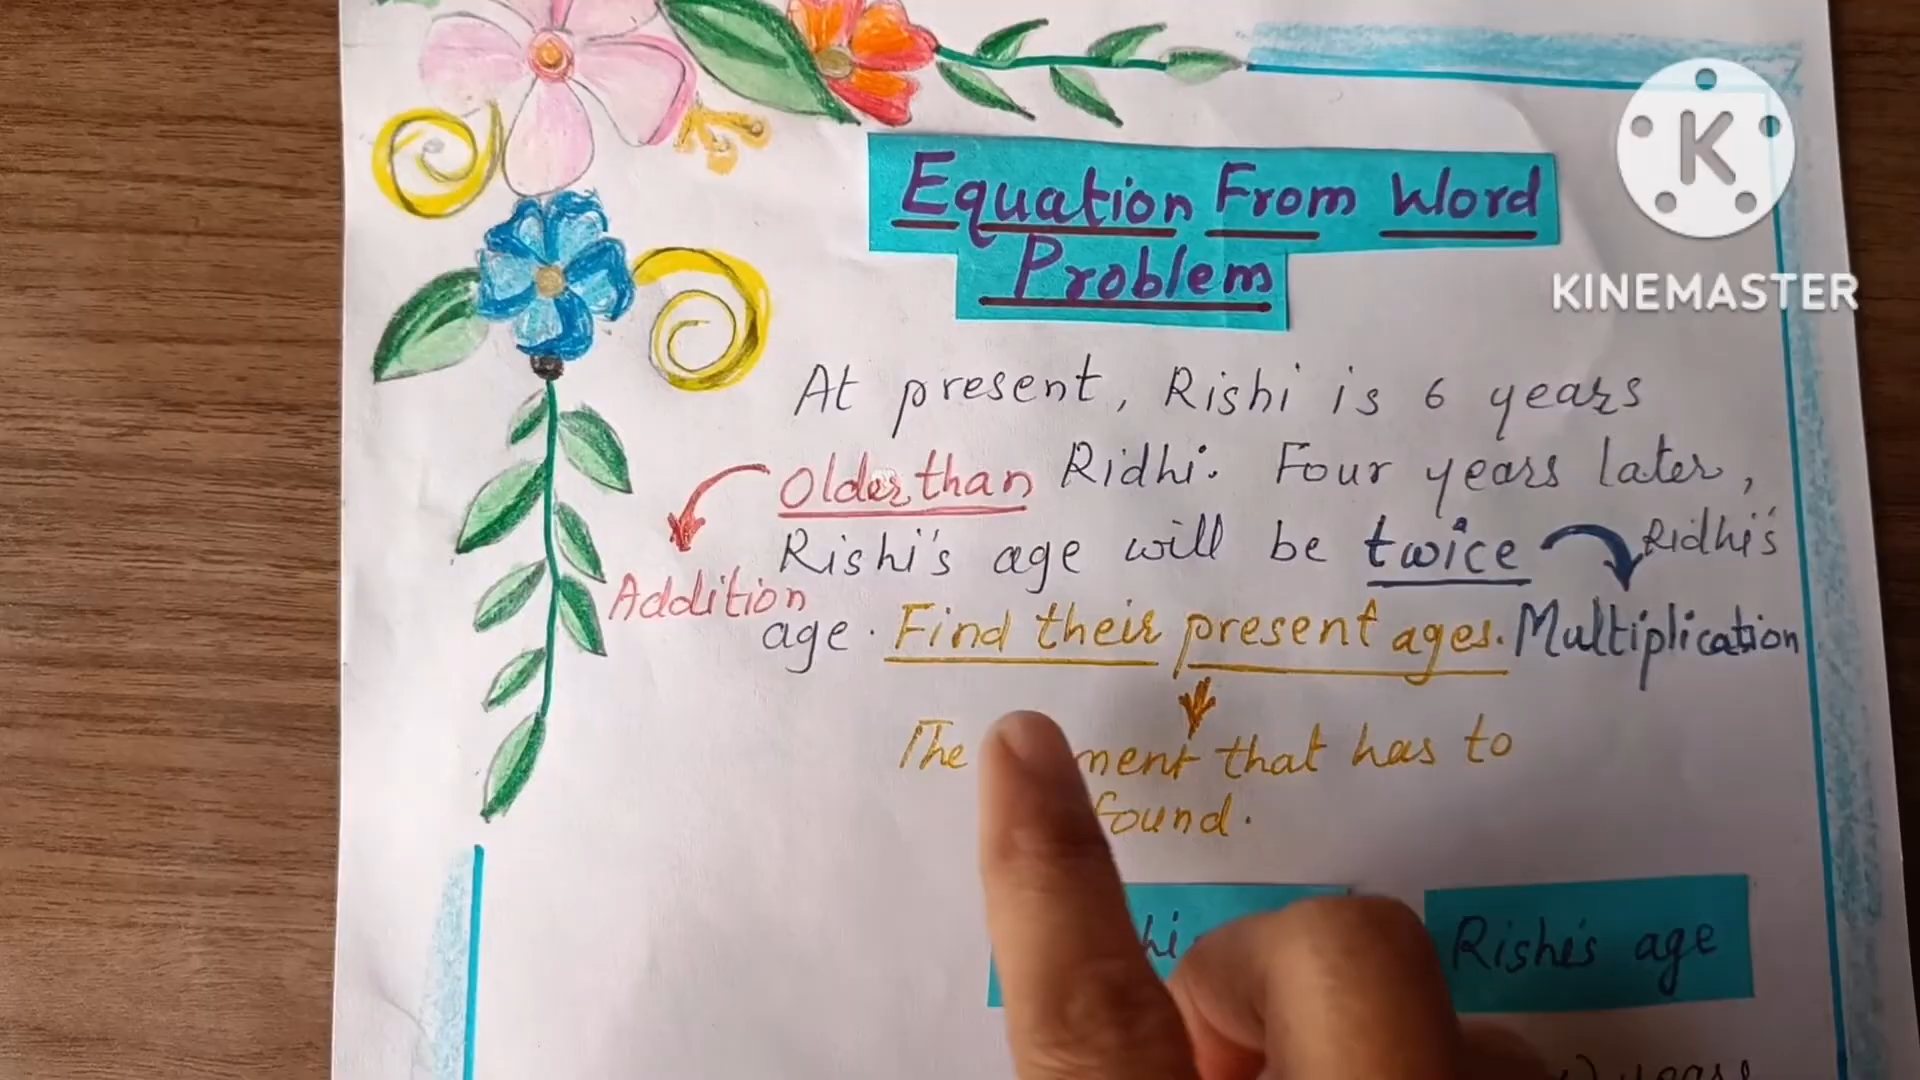 Equation From Word
Problem
K
KINEMASTER
At present, Rishi is 6 years
Older than Ridhi. Four years later,
Rishi's age will be twice Ridhi's
Addition
age. Find their present ages. Multiplication
The that has to
found.
Rishi's age
years